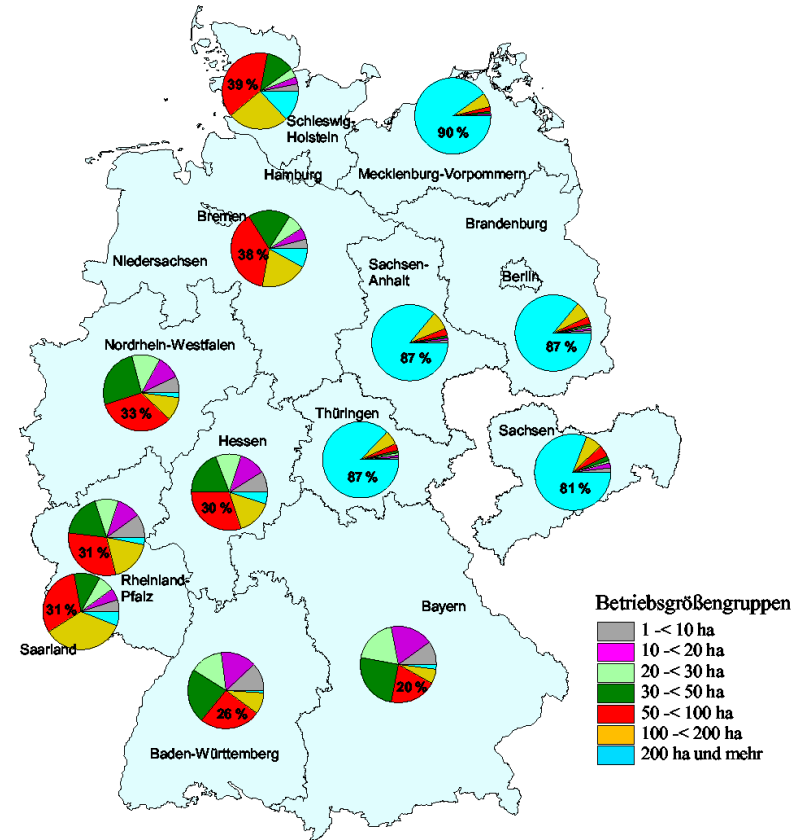 39 %
Schleswig-
Holstein
90 %
Hamburg
Mecklenburg-Vorpommern
Bremen
Brandenburg
38 %
Niedersachsen
Sachsen-
Anhalt
Berlin
87 %
87 %
Nordrhein-Westfalen
33 %
Thüringen
87 %
Hessen
30 %
Sachsen
81 %
31 %
Rheinland-
Pfalz
31 %
Saarland
Bayern
20 %
26 %
Baden-Württemberg
Betriebsgrößengruppen
1 -< 10 ha
10 -< 20 ha
20 -< 30 ha
30 -< 50 ha
50 -< 100 ha
100 -< 200 ha
200 ha und mehr